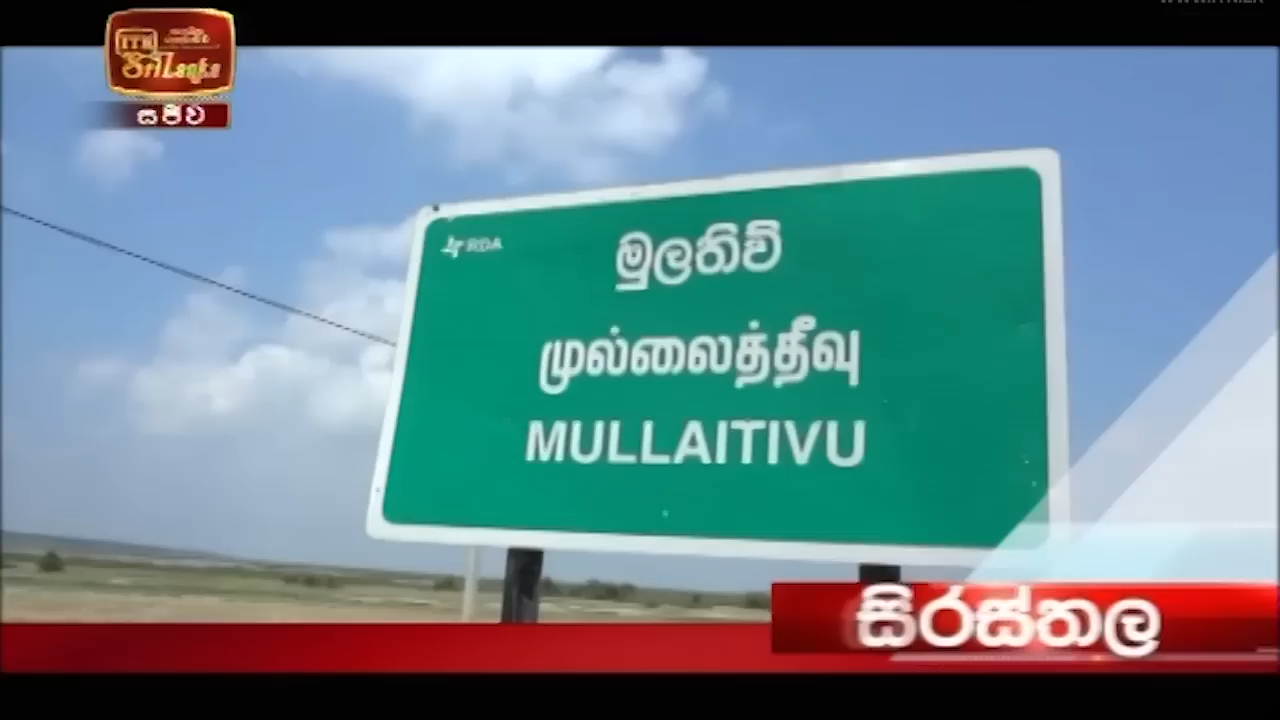 ITN
Sri Lanka
සජීව
RDA
මුලතිව්
முல்லைத்தீவு
MULLAITIVU
සිරස්තල